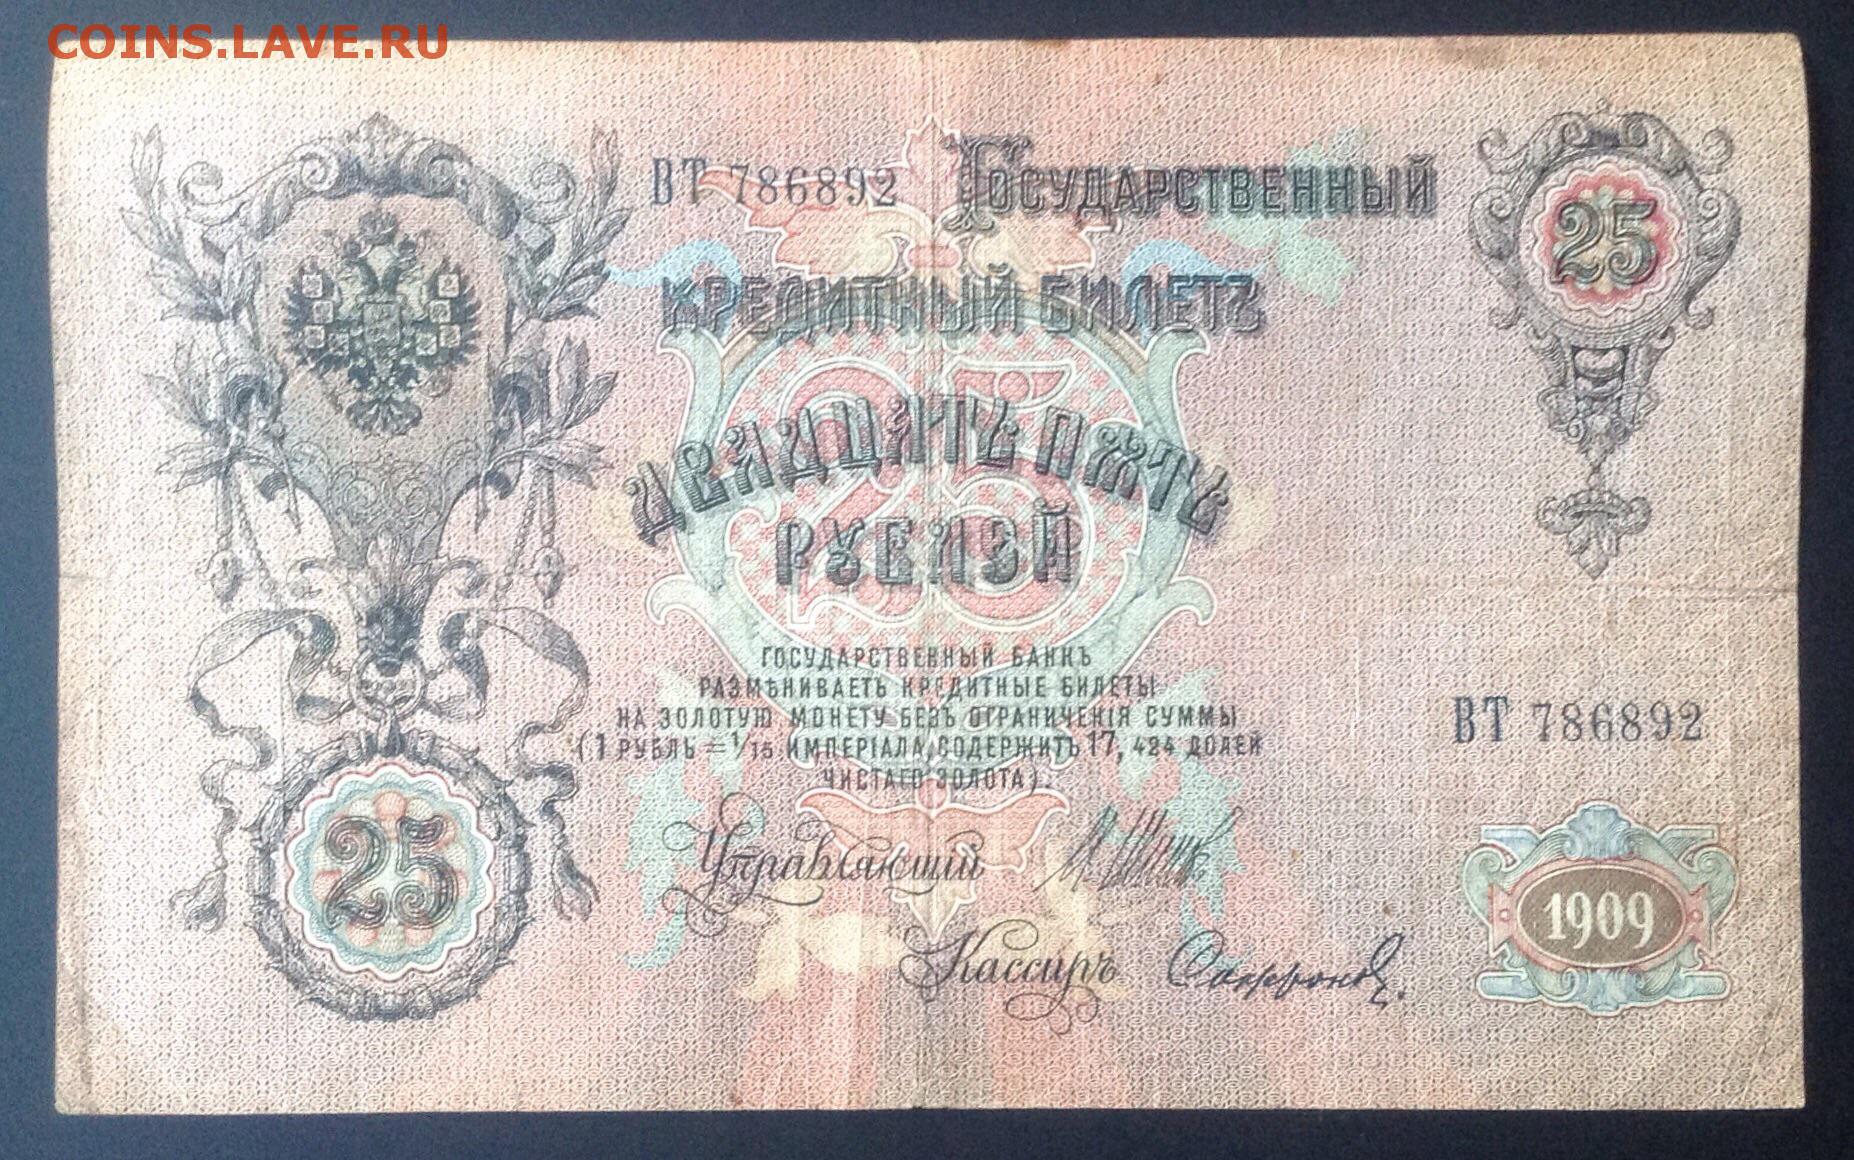 COINS.LAVE.RU
ВТ 786892
Государственный
25
кредитный билетъ
25
двадцать пять
рублей
Государственный банкъ
размѣниваетъ кредитные билеты
на золотую монету безъ ограниченія суммы
(1 рубль = 1/15 имперіала, содержитъ 17,424 долей
чистаго золота).
ВТ 786892
Управляющій
25
Кассиръ Сафронов
1909